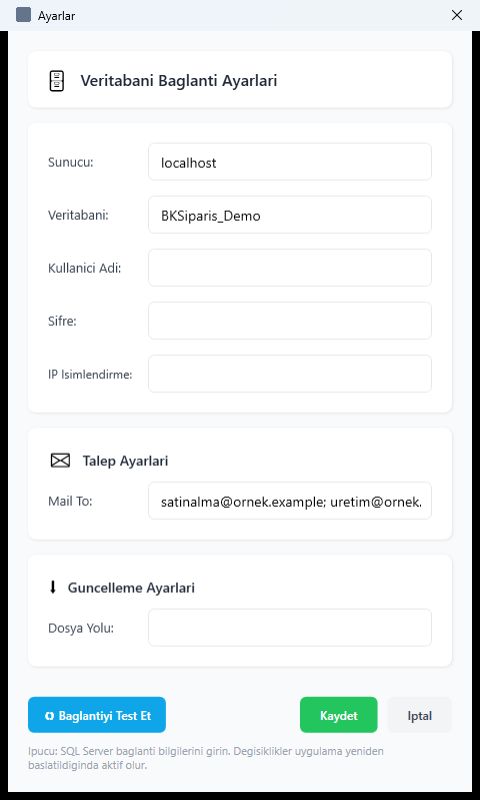 Ayarlar
Veritabani Baglanti Ayarlari
Sunucu: localhost
Veritabani: BKSiparis_Demo
Kullanici Adi:
Sifre:
IP Isimlendirme:
Talep Ayarlari
Mail To: satinalma@ornek.example; uretim@ornek.
Guncelleme Ayarlari
Dosya Yolu:
Baglantiyi Test Et Kaydet Iptal
Ipucu: SQL Server baglanti bilgilerini girin. Degisiklikler uygulama yeniden
baslatildiginda aktif olur.